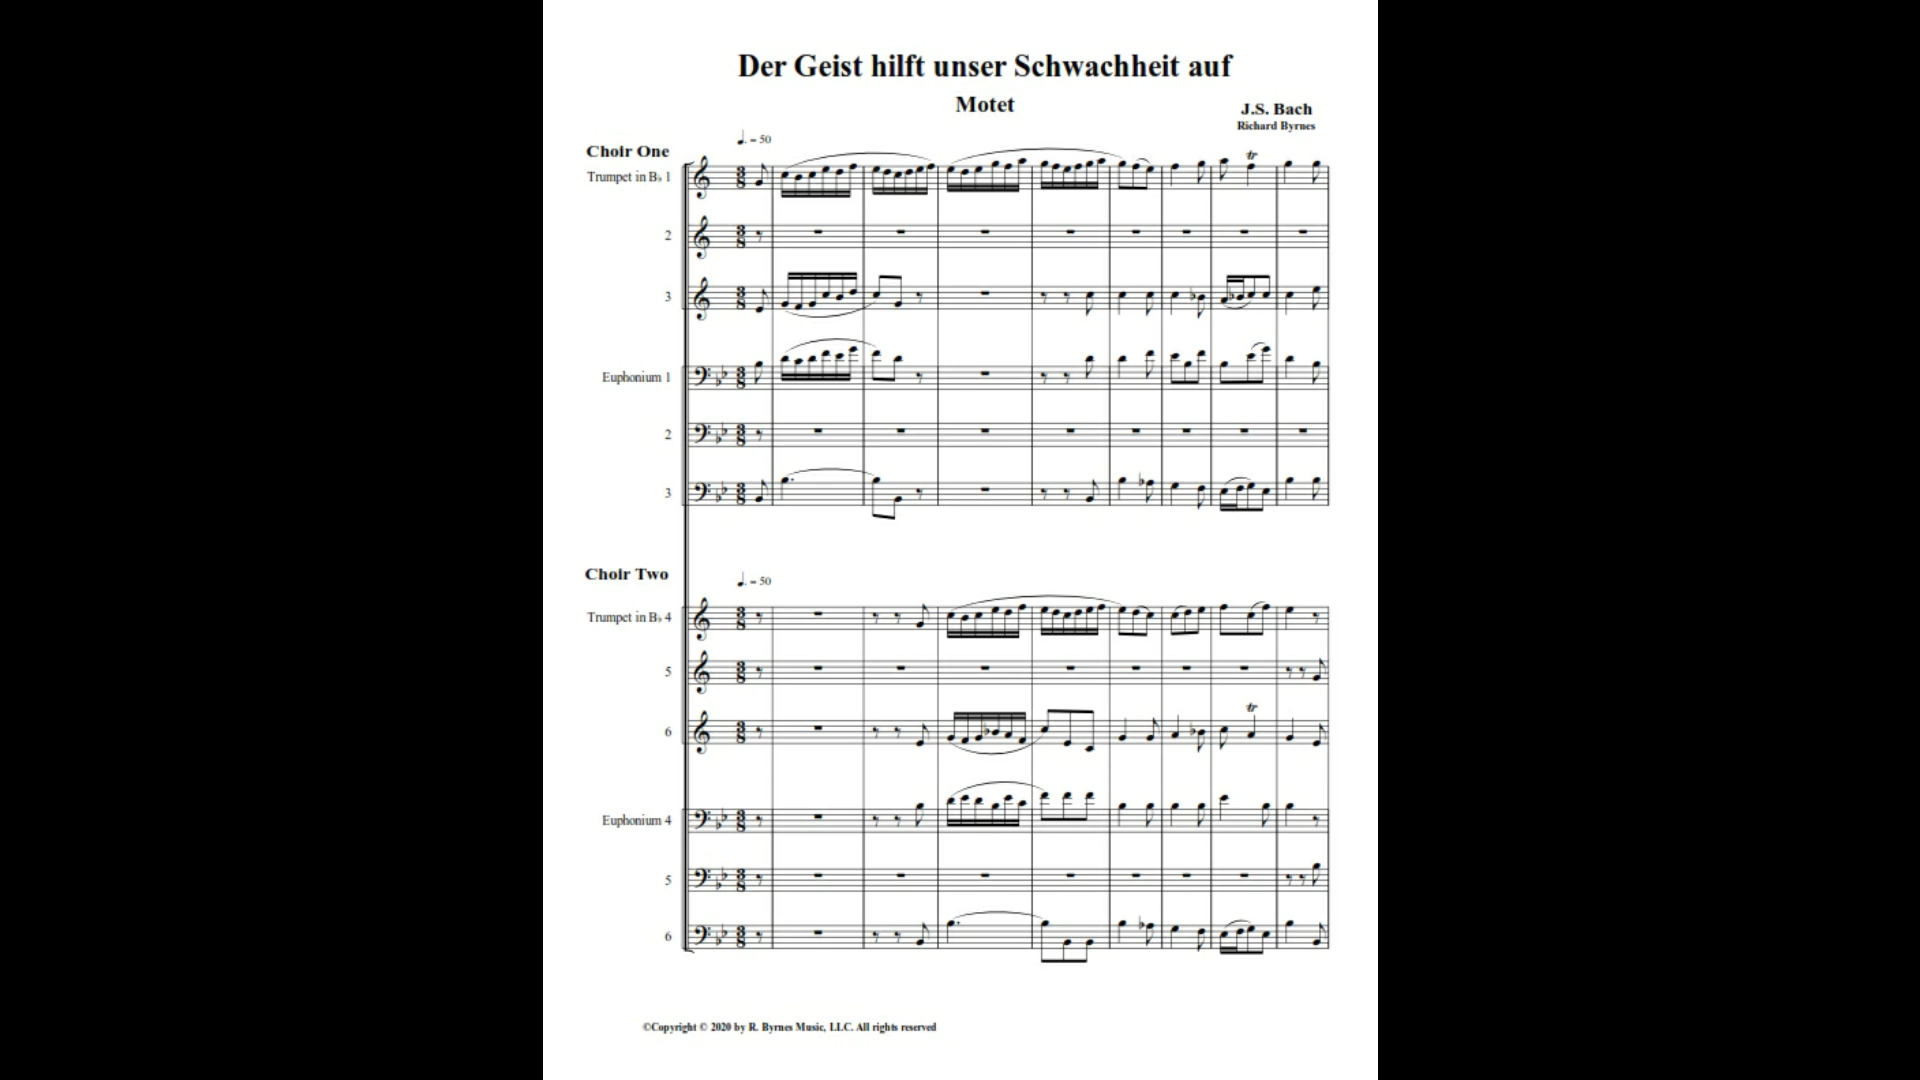 Der Geist hilft unser Schwachheit auf
Motet
J.S. Bach
Richard Byrnes
♩. = 50
Choir One
Trumpet in B♭ 1
2
3
Euphonium 1
2
3
Choir Two
♩. = 50
Trumpet in B♭ 4
5
6
Euphonium 4
5
6
©Copyright © 2020 by R. Byrnes Music, LLC. All rights reserved